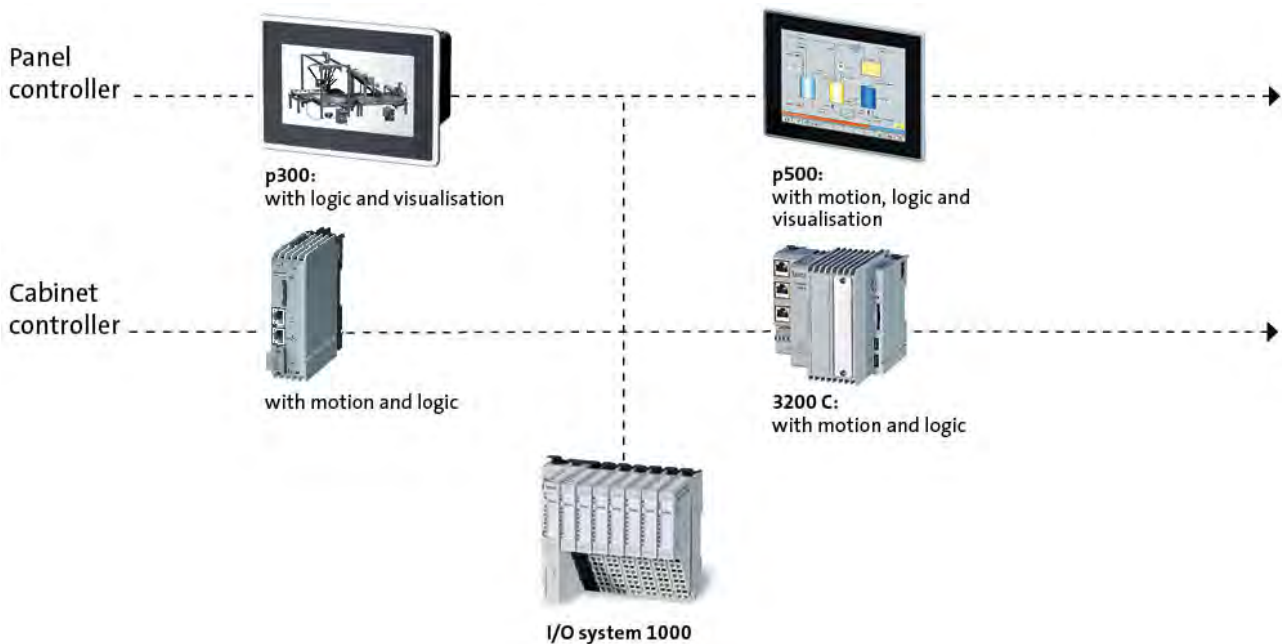 Panel
controller
p300:
with logic and visualisation
p500:
with motion, logic and
visualisation
Cabinet
controller
with motion and logic
3200 C:
with motion and logic
I/O system 1000